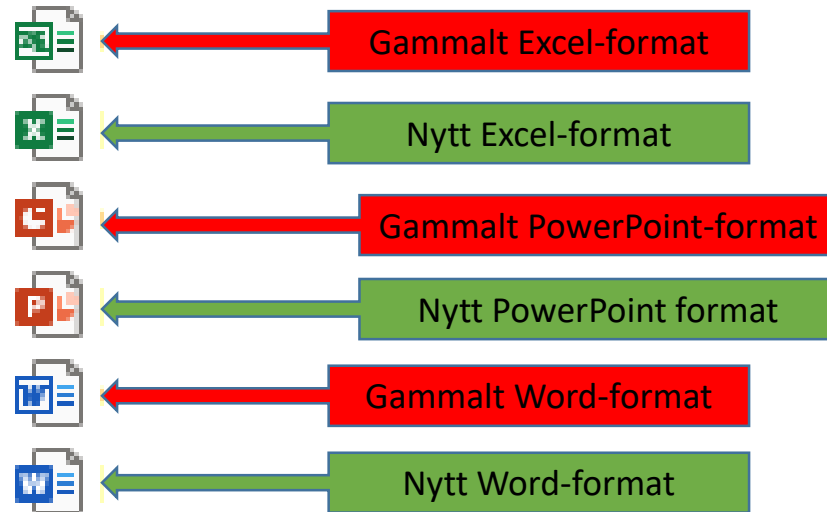 Gammalt Excel-format
X
Nytt Excel-format
Gammalt PowerPoint-format
P
Nytt PowerPoint format
W
Gammalt Word-format
W
Nytt Word-format